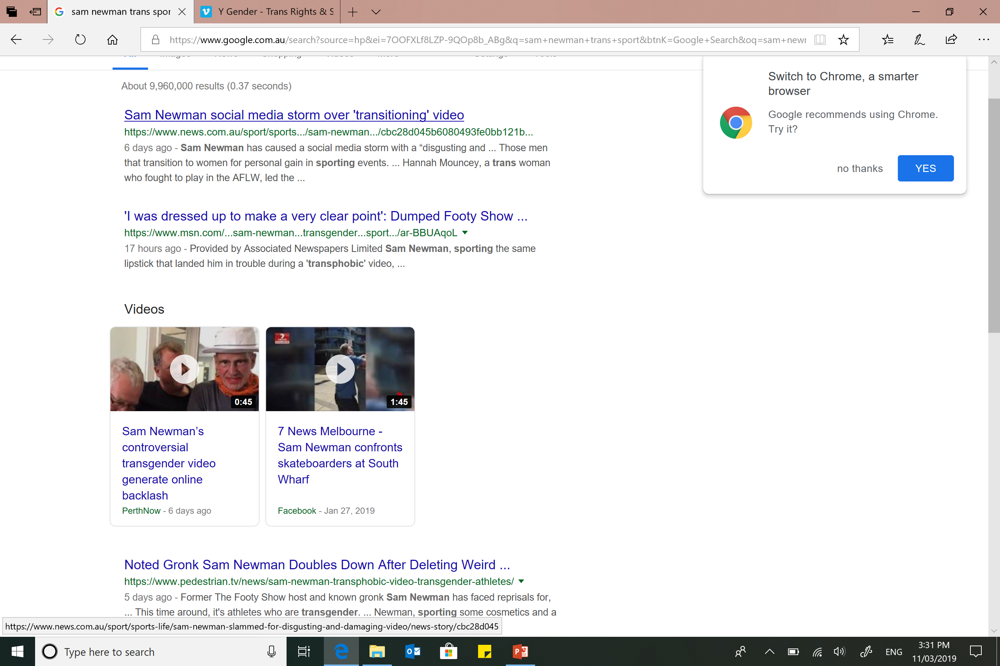 sam newman trans spor
Y Gender - Trans Rights & S
https://www.google.com.au/search?source=hp&ei=7OOFXLf8LZP-9QOp8b_ABg&q=sam+newman+trans+sport&btnK=Google+Search&oq=sam+newr
About 9,960,000 results (0.37 seconds)
Switch to Chrome, a smarter
browser
Google recommends using Chrome.
Try it?
no thanks
YES
Sam Newman social media storm over 'transitioning' video
https://www.news.com.au/sport/sports.../sam-newman.../cbc28d045b6080493fe0bb121b...
6 days ago - Sam Newman has caused a social media storm with a “disgusting and ... Those men
that transition to women for personal gain in sporting events. ... Hannah Mouncey, a trans woman
who fought to play in the AFLW, led the ...
'I was dressed up to make a very clear point': Dumped Footy Show ...
https://www.msn.com/...sam-newman...transgender...sport.../ar-BBUAqoL
17 hours ago - Provided by Associated Newspapers Limited Sam Newman, sporting the same
lipstick that landed him in trouble during a 'transphobic' video, ...
Videos
7
0:45
1:45
Sam Newman’s
controversial
transgender video
generate online
backlash
PerthNow - 6 days ago
7 News Melbourne -
Sam Newman confronts
skateboarders at South
Wharf
Facebook - Jan 27, 2019
Noted Gronk Sam Newman Doubles Down After Deleting Weird ...
https://www.pedestrian.tv/news/sam-newman-transphobic-video-transgender-athletes/
5 days ago - Former The Footy Show host and known gronk Sam Newman has faced reprisals for,
... This time around, it's athletes who are transgender. ... Newman, sporting some cosmetics and a
https://www.news.com.au/sport/sports-life/sam-newman-slammed-for-disgusting-and-damaging-video/news-story/cbc28d045
Type here to search
ENG
3:31 PM
11/03/2019